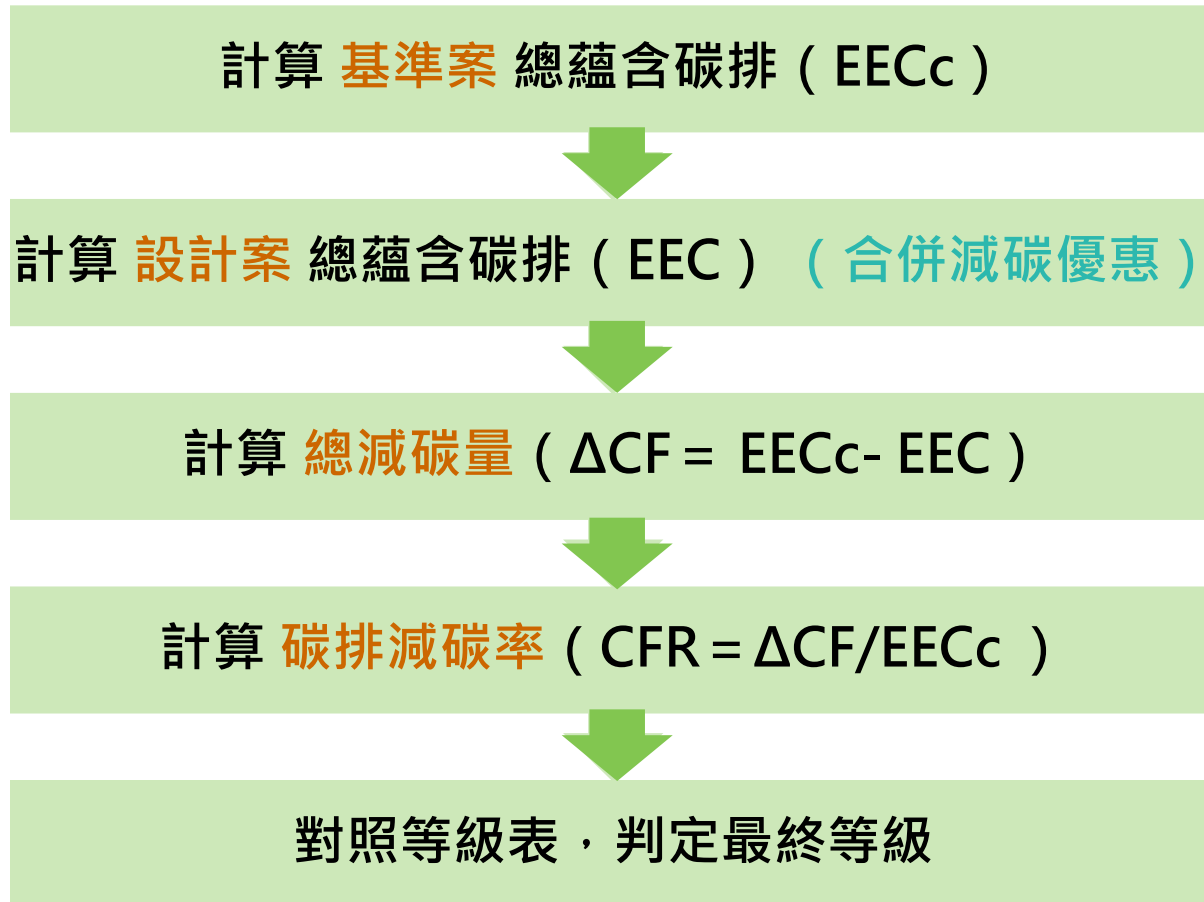 計算 基準案 總蘊含碳排（EECc）
計算 設計案 總蘊含碳排（EEC）（合併減碳優惠）
計算 總減碳量（ΔCF = EECc- EEC）
計算 碳排減碳率（CFR = ΔCF/EECc ）
對照等級表，判定最終等級